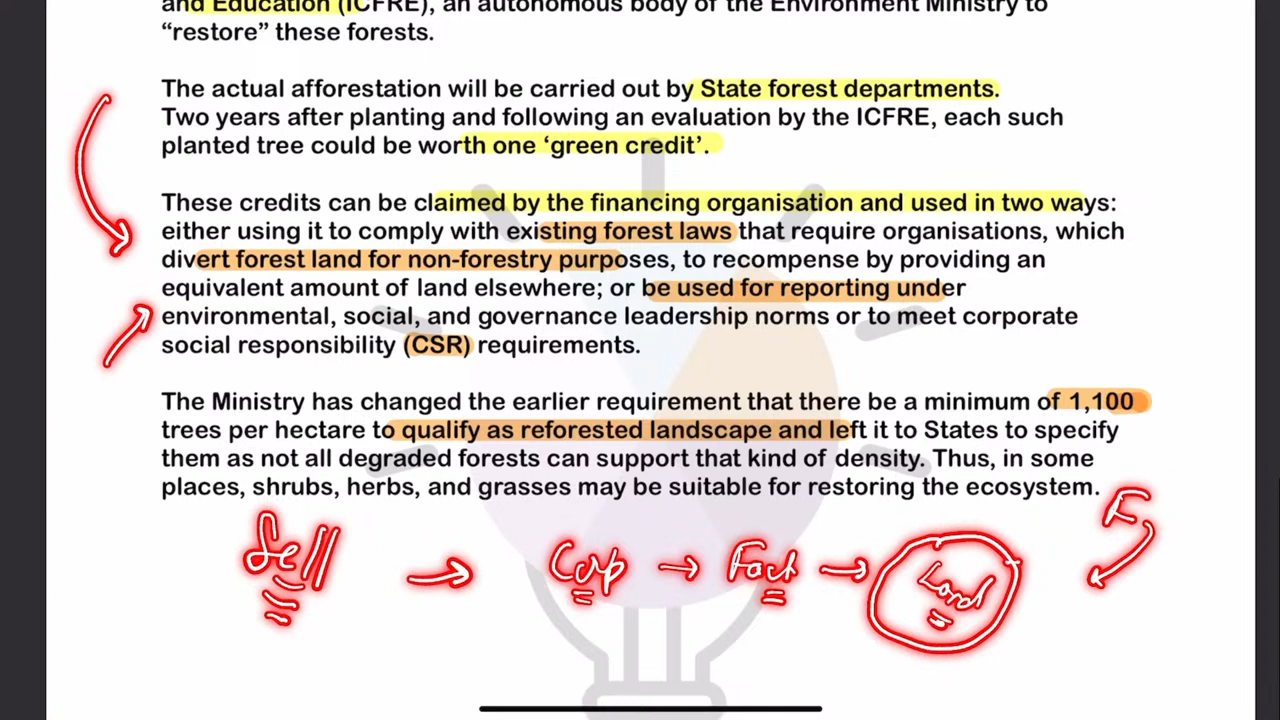 and Education (ICFRE), an autonomous body of the Environment Ministry to
“restore” these forests.
The actual afforestation will be carried out by State forest departments.
Two years after planting and following an evaluation by the ICFRE, each such
planted tree could be worth one ‘green credit’.
These credits can be claimed by the financing organisation and used in two ways:
either using it to comply with existing forest laws that require organisations, which
divert forest land for non-forestry purposes, to recompense by providing an
equivalent amount of land elsewhere; or be used for reporting under
environmental, social, and governance leadership norms or to meet corporate
social responsibility (CSR) requirements.
The Ministry has changed the earlier requirement that there be a minimum of 1,100
trees per hectare to qualify as reforested landscape and left it to States to specify
them as not all degraded forests can support that kind of density. Thus, in some
places, shrubs, herbs, and grasses may be suitable for restoring the ecosystem.
Sell → → → Land